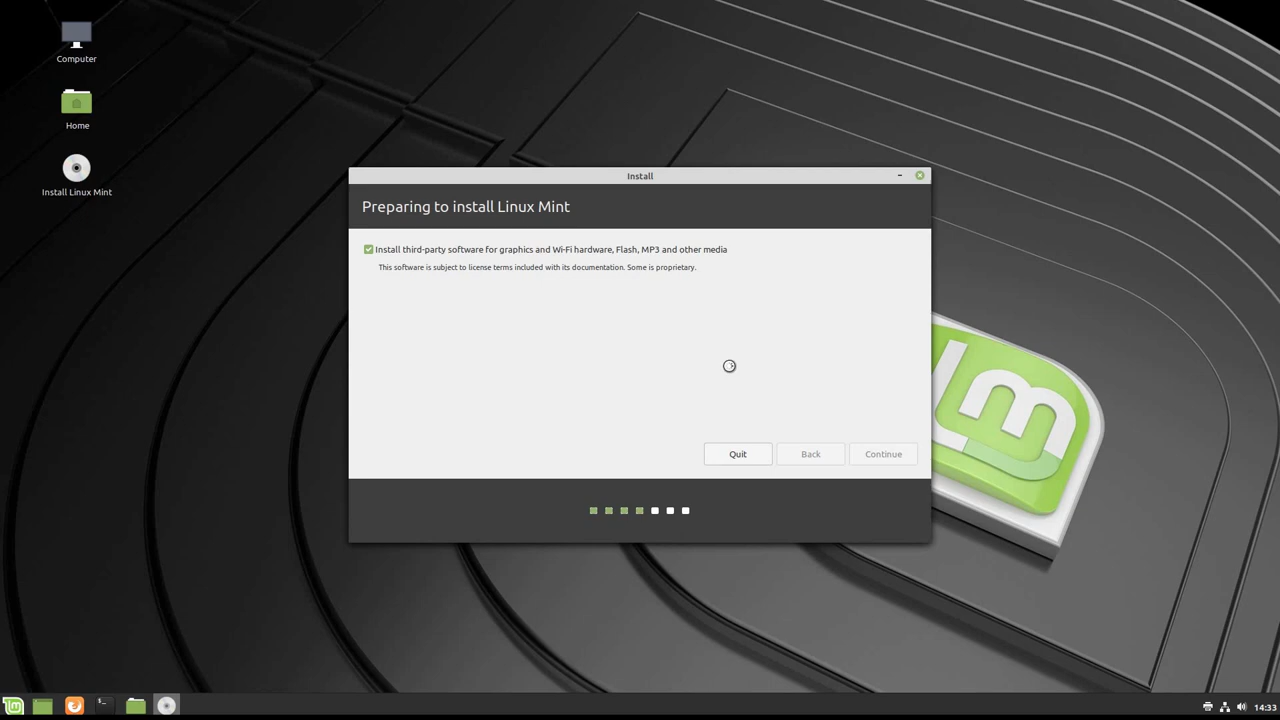 Computer
Home
Install Linux Mint
Install
Preparing to install Linux Mint
Install third-party software for graphics and Wi-Fi hardware, Flash, MP3 and other media
This software is subject to license terms included with its documentation. Some is proprietary.
Quit
Back
Continue
lm
14:33